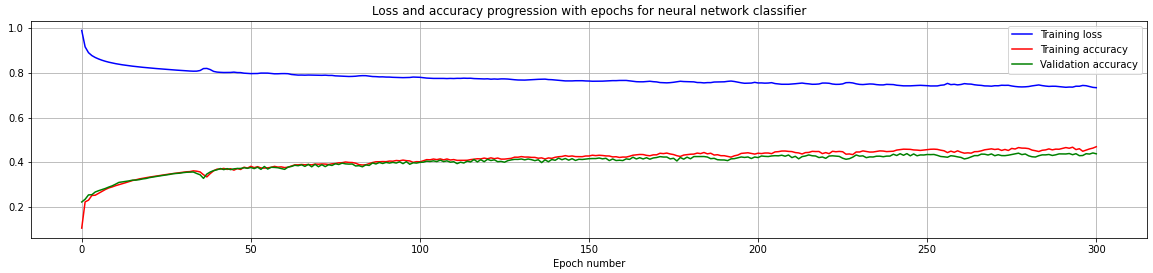 Loss and accuracy progression with epochs for neural network classifier
1.0
0.8
0.6
0.4
0.2
Training loss
Training accuracy
Validation accuracy
0 50 100 150 200 250 300
Epoch number